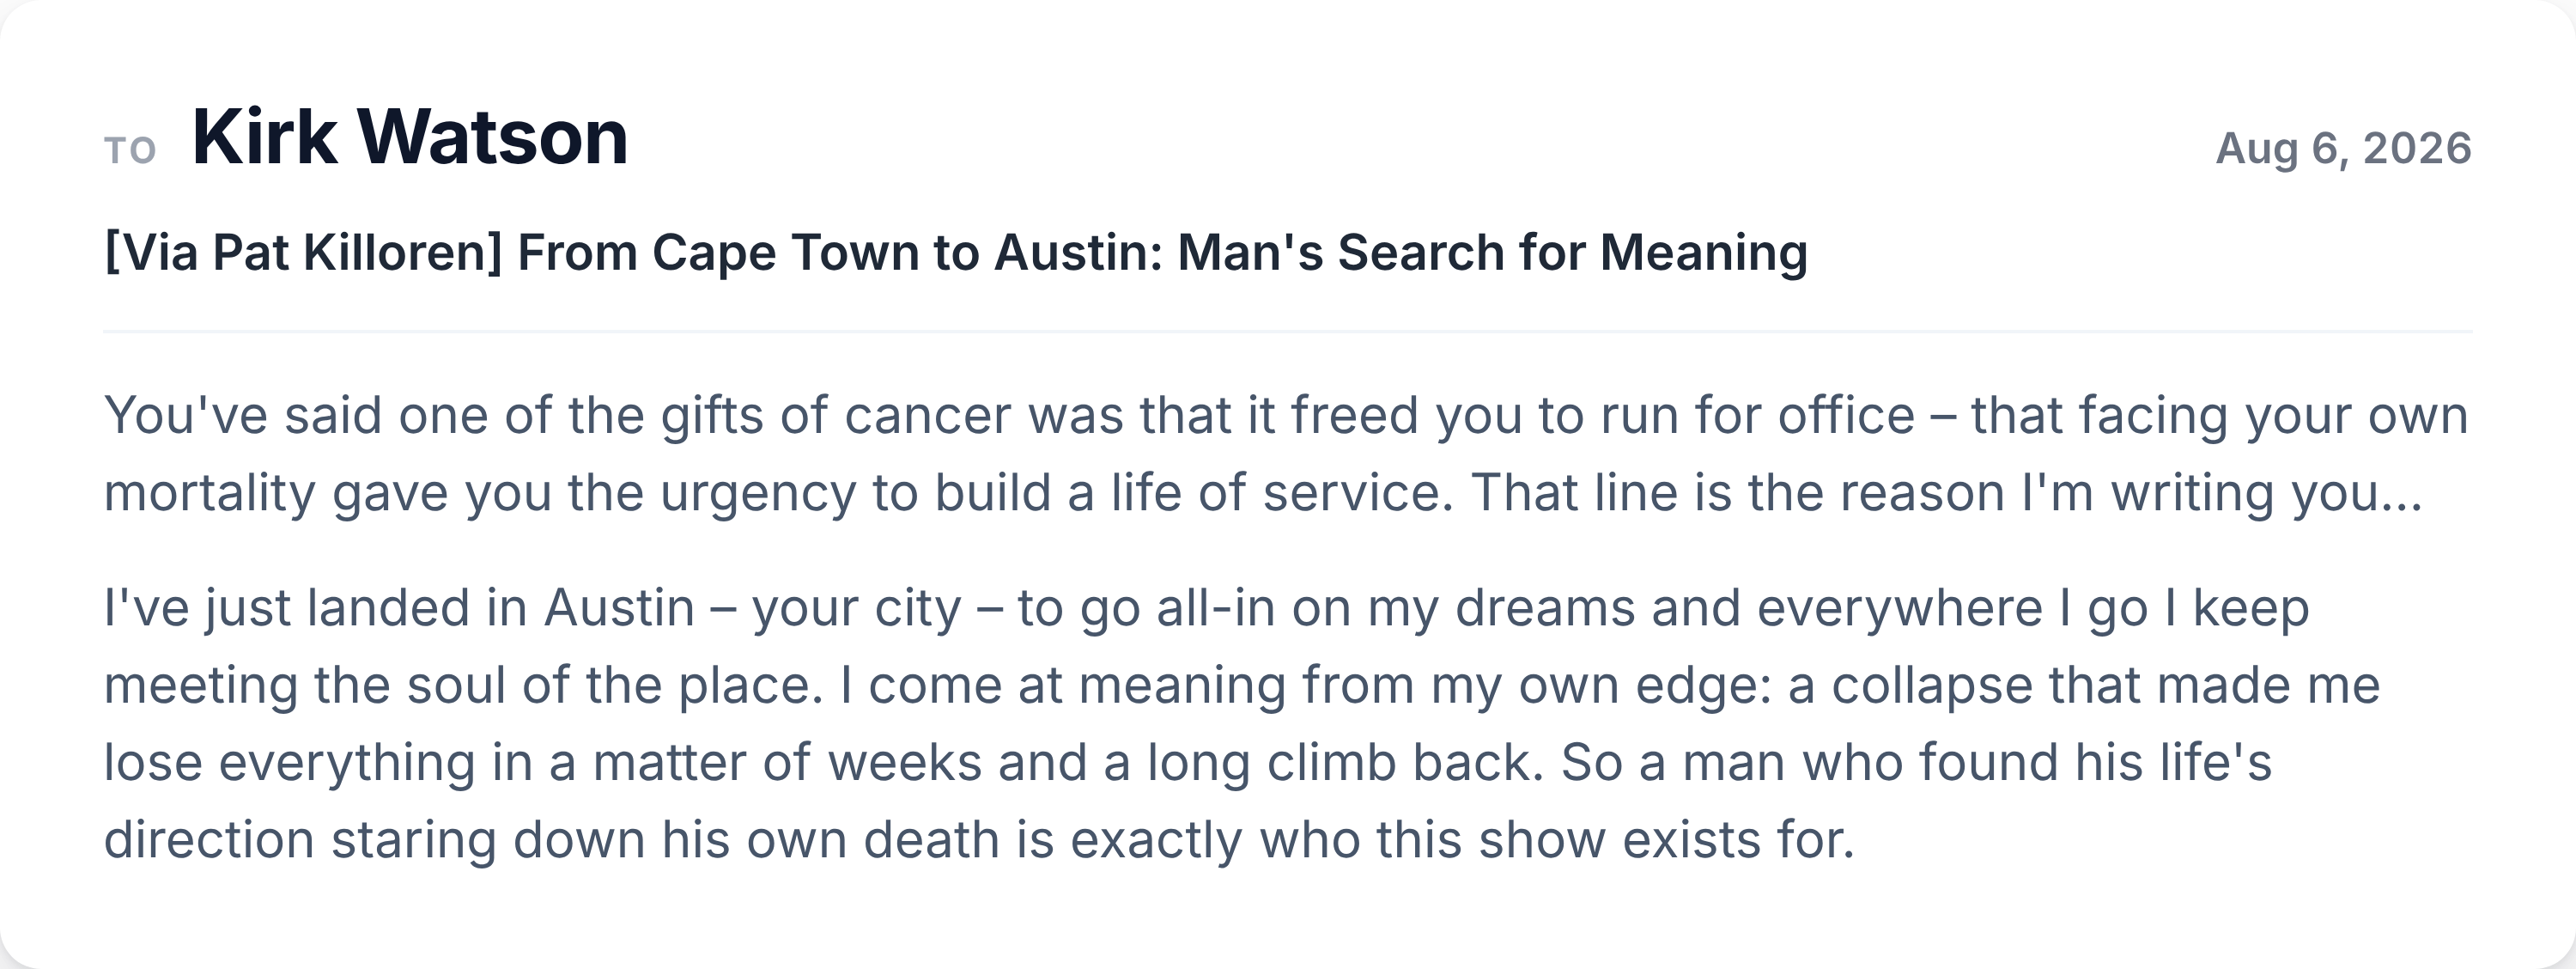 TO Kirk Watson Aug 6, 2026
[Via Pat Killoren] From Cape Town to Austin: Man's Search for Meaning
You've said one of the gifts of cancer was that it freed you to run for office – that facing your own
mortality gave you the urgency to build a life of service. That line is the reason I'm writing you...
I've just landed in Austin – your city – to go all-in on my dreams and everywhere I go I keep
meeting the soul of the place. I come at meaning from my own edge: a collapse that made me
lose everything in a matter of weeks and a long climb back. So a man who found his life's
direction staring down his own death is exactly who this show exists for.